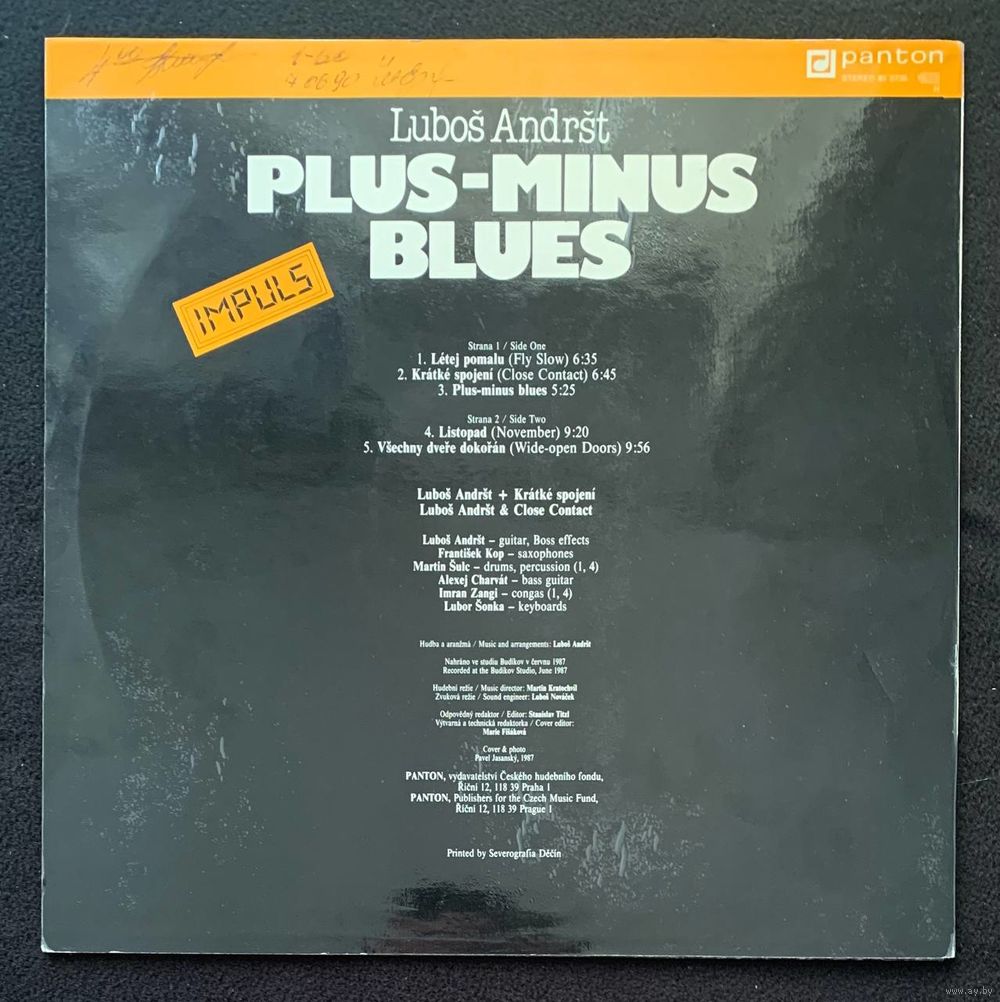 panton
STEREO
Luboš Andršt
PLUS-MINUS
BLUES
IMPULS
Strana 1 / Side One
1. Létej pomalu (Fly Slow) 6:35
2. Krátké spojení (Close Contact) 6:45
3. Plus-minus blues 5:25
Strana 2 / Side Two
4. Listopad (November) 9:20
5. Všechny dveře dokořán (Wide-open Doors) 9:56
Luboš Andršt + Krátké spojení
Luboš Andršt & Close Contact
Luboš Andršt – guitar, Boss effects
František Kop – saxophones
Martin Šulc – drums, percussion (1, 4)
Alexej Charvát – bass guitar
Imran Zangi – congas (1, 4)
Lubor Šonka – keyboards
Hudba a aranžmá / Music and arrangements: Luboš Andršt
Nahráno ve studiu Budíkov v červnu 1987
Recorded at the Budíkov Studio, June 1987
Hudební režie / Music director: Martin Kratochvíl
Zvuková režie / Sound engineer: Luboš Nováček
Odpovědný redaktor / Editor: Stanislav Titzl
Výtvarná a technická redaktorka / Cover editor:
Marie Fišáková
Cover & photo
Pavel Jasanský, 1987
PANTON, vydavatelství Českého hudebního fondu,
Říční 12, 118 39 Praha 1
PANTON, Publishers for the Czech Music Fund,
Říční 12, 118 39 Prague 1
Printed by Severografia Děčín
www.ay.by